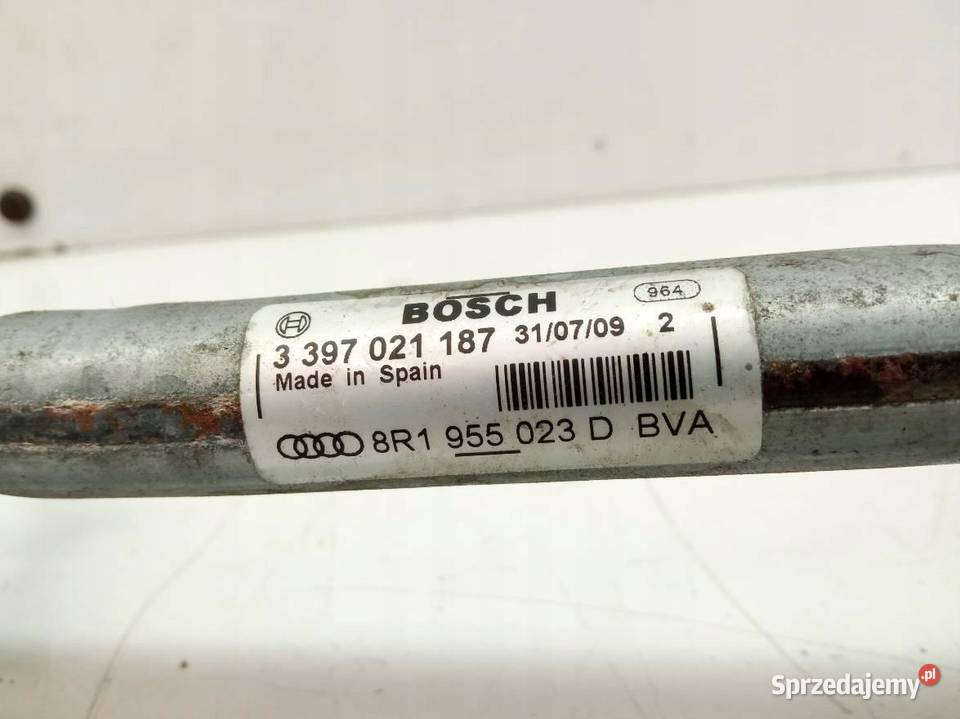 BOSCH 964
3 397 021 187 31/07/09 2
Made in Spain
8R1 955 023 D BVA
Sprzedajemy.pl